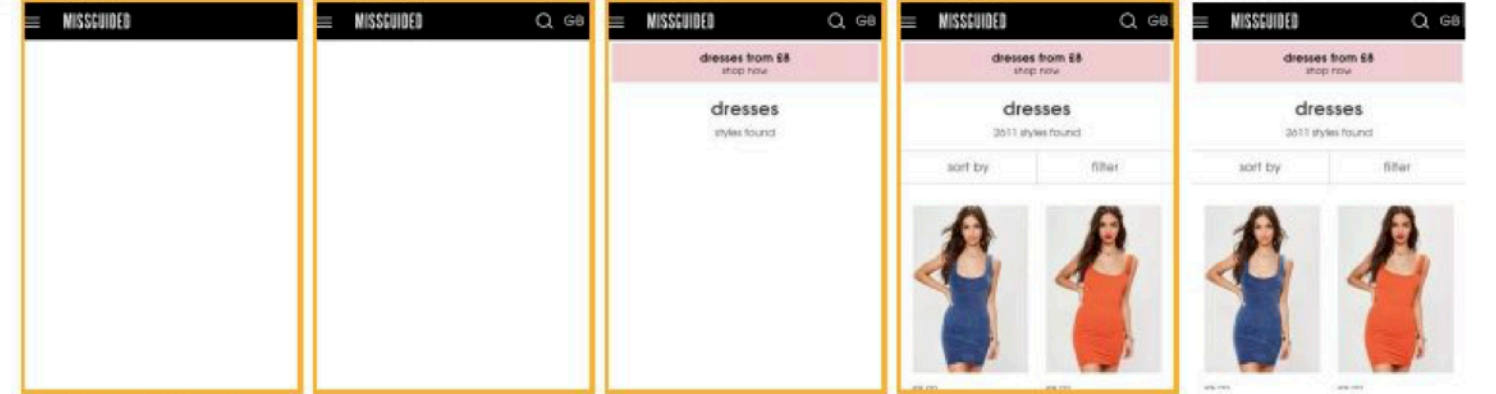 MISSGUIDED
MISSGUIDED GB
MISSGUIDED GB
dresses from £8
shop now
dresses
styles found
MISSGUIDED GB
dresses from £8
shop now
dresses
2611 styles found
sort by filter
MISSGUIDED GB
dresses from £8
shop now
dresses
2611 styles found
sort by filter